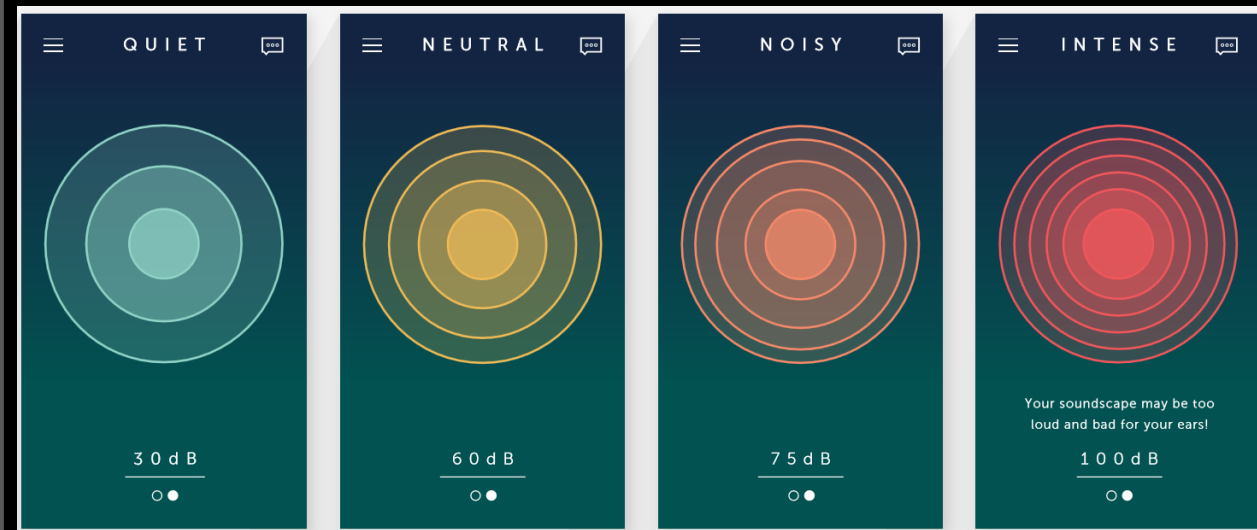 QUIET
30dB
NEUTRAL
60dB
NOISY
75dB
INTENSE
Your soundscape may be too
loud and bad for your ears!
100dB